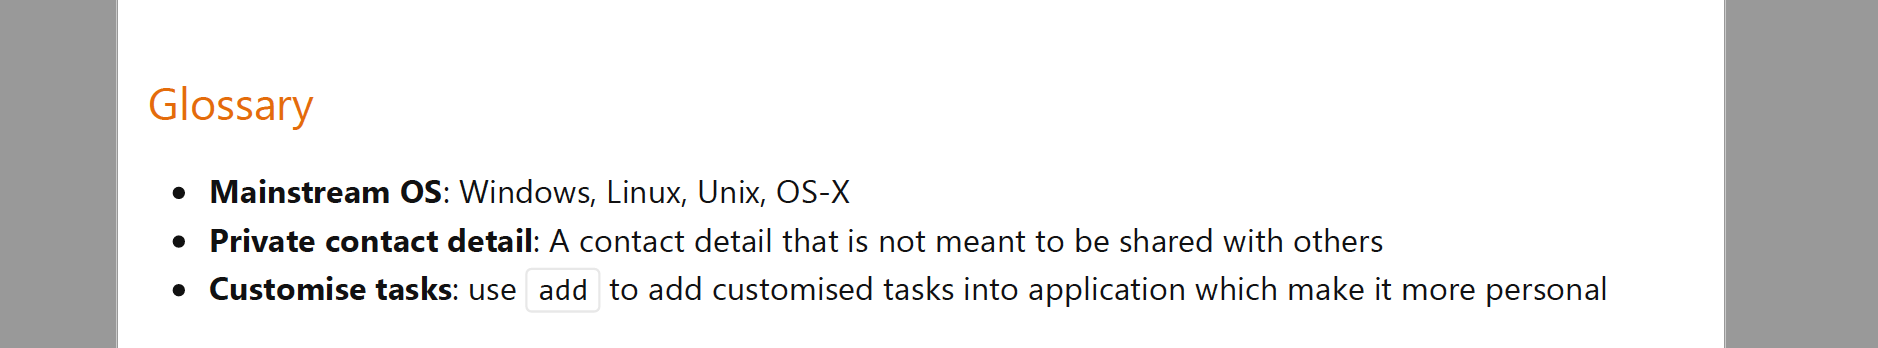 Glossary
Mainstream OS: Windows, Linux, Unix, OS-X
Private contact detail: A contact detail that is not meant to be shared with others
Customise tasks: use add to add customised tasks into application which make it more personal